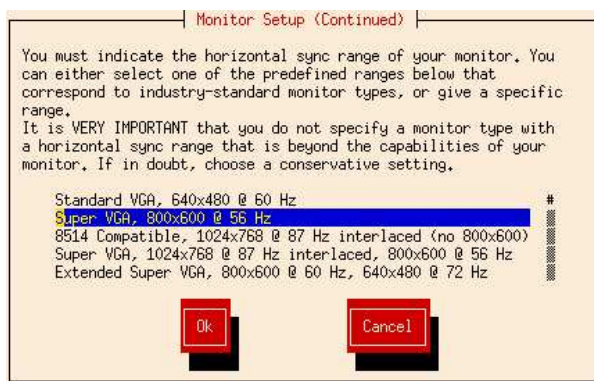 Monitor Setup (Continued)
You must indicate the horizontal sync range of your monitor. You
can either select one of the predefined ranges below that
correspond to industry-standard monitor types, or give a specific
range.
It is VERY IMPORTANT that you do not specify a monitor type with
a horizontal sync range that is beyond the capabilities of your
monitor. If in doubt, choose a conservative setting.
Standard VGA, 640x480 @ 60 Hz #
Super VGA, 800x600 @ 56 Hz
8514 Compatible, 1024x768 @ 87 Hz interlaced (no 800x600)
Super VGA, 1024x768 @ 87 Hz interlaced, 800x600 @ 56 Hz
Extended Super VGA, 800x600 @ 60 Hz, 640x480 @ 72 Hz
Ok Cancel